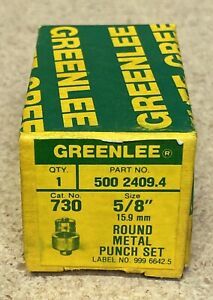 GREENLEE
GREENLEE®
QTY. PART NO.
1 500 2409.4
Cat. No. Size
730 5/8"
15.9 mm
ROUND
METAL
PUNCH SET
LABEL NO. 999 6642.5